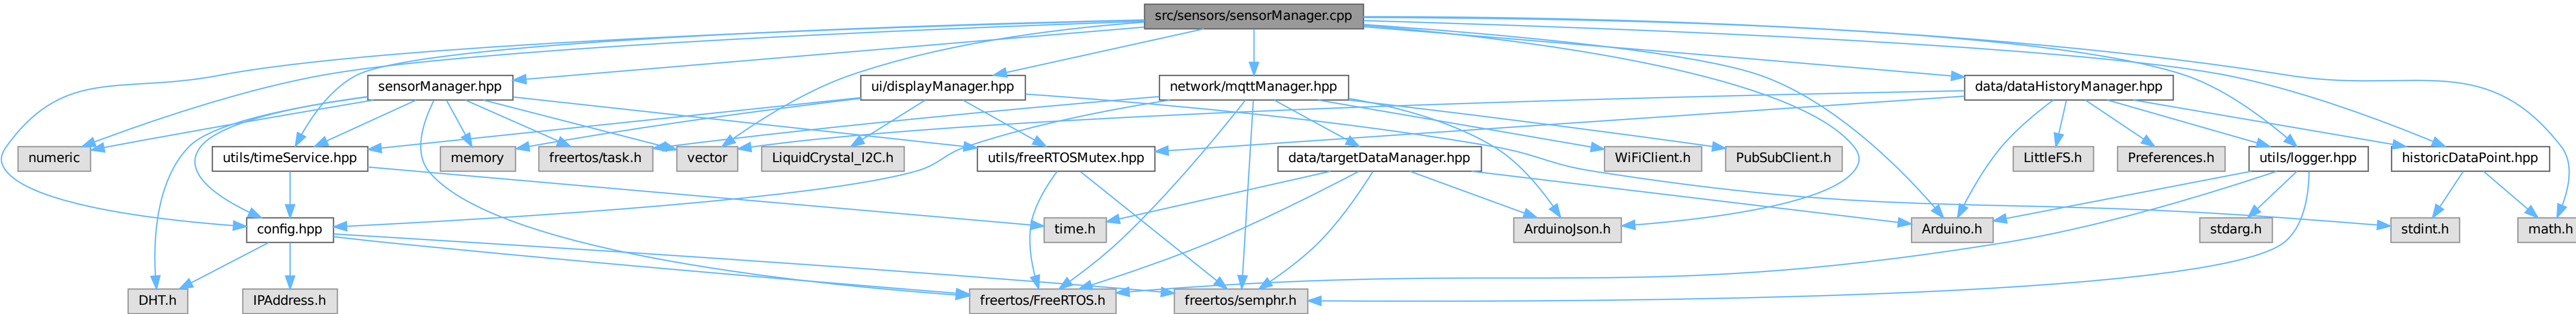 src/sensors/sensorManager.cpp
sensorManager.hpp
ui/displayManager.hpp
network/mqttManager.hpp
data/dataHistoryManager.hpp
numeric
utils/timeService.hpp
memory
freertos/task.h
vector
LiquidCrystal_I2C.h
utils/freeRTOSMutex.hpp
data/targetDataManager.hpp
WiFiClient.h
PubSubClient.h
LittleFS.h
Preferences.h
utils/logger.hpp
historicDataPoint.hpp
config.hpp
time.h
ArduinoJson.h
Arduino.h
stdarg.h
stdint.h
math.h
DHT.h
IPAddress.h
freertos/FreeRTOS.h
freertos/semphr.h